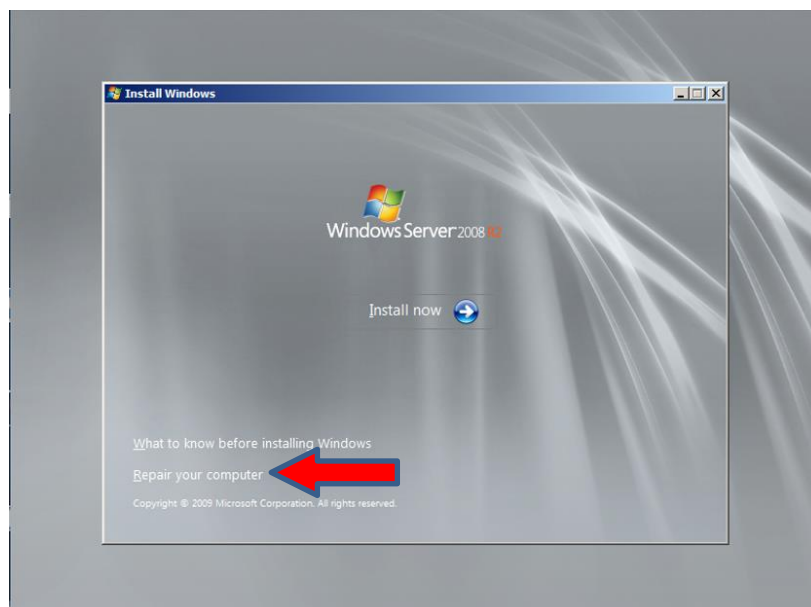 Install Windows
Windows Server 2008 R2
Install now
What to know before installing Windows
Repair your computer
Copyright © 2009 Microsoft Corporation. All rights reserved.